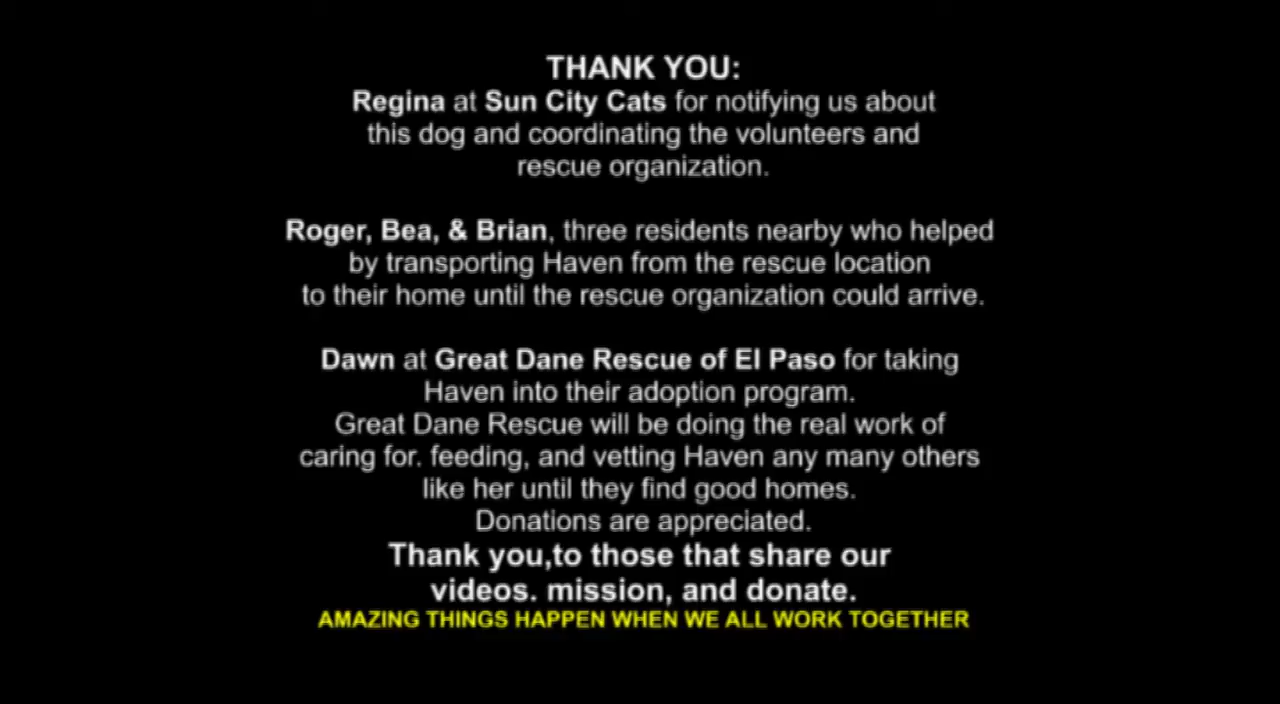 THANK YOU:
Regina at Sun City Cats for notifying us about
this dog and coordinating the volunteers and
rescue organization.
Roger, Bea, & Brian, three residents nearby who helped
by transporting Haven from the rescue location
to their home until the rescue organization could arrive.
Dawn at Great Dane Rescue of El Paso for taking
Haven into their adoption program.
Great Dane Rescue will be doing the real work of
caring for. feeding, and vetting Haven any many others
like her until they find good homes.
Donations are appreciated.
Thank you,to those that share our
videos. mission, and donate.
AMAZING THINGS HAPPEN WHEN WE ALL WORK TOGETHER